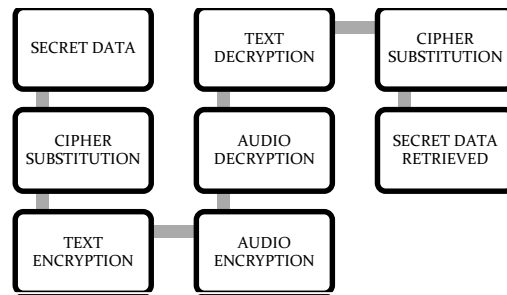 SECRET DATA
CIPHER
SUBSTITUTION
TEXT
ENCRYPTION
AUDIO
ENCRYPTION
AUDIO
DECRYPTION
TEXT
DECRYPTION
CIPHER
SUBSTITUTION
SECRET DATA
RETRIEVED